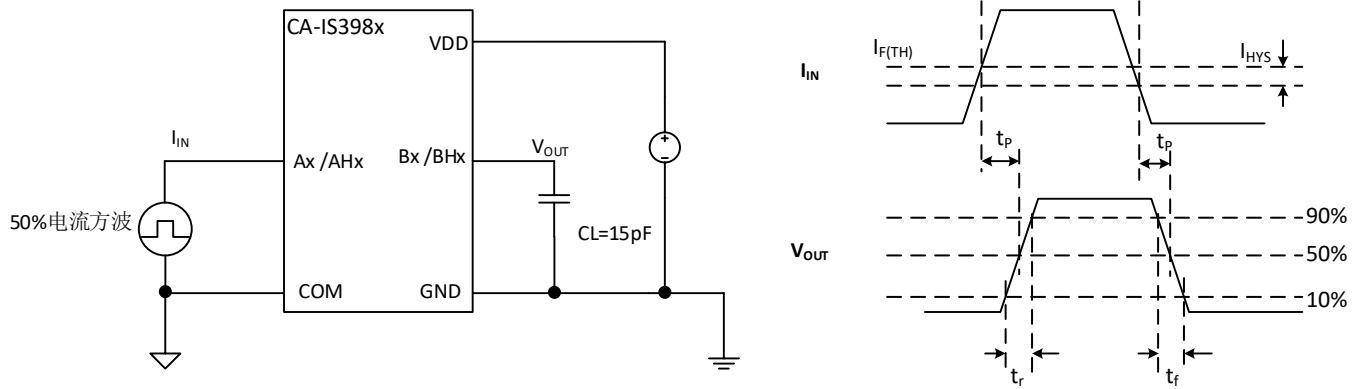 CA-IS398x
VDD
I_IN
Ax /AHx
Bx /BHx
V_OUT
50%电流方波
CL=15pF
COM
GND
I_F(TH)
I_HYS
I_IN
t_P
t_P
90%
V_OUT
50%
10%
t_r
t_f